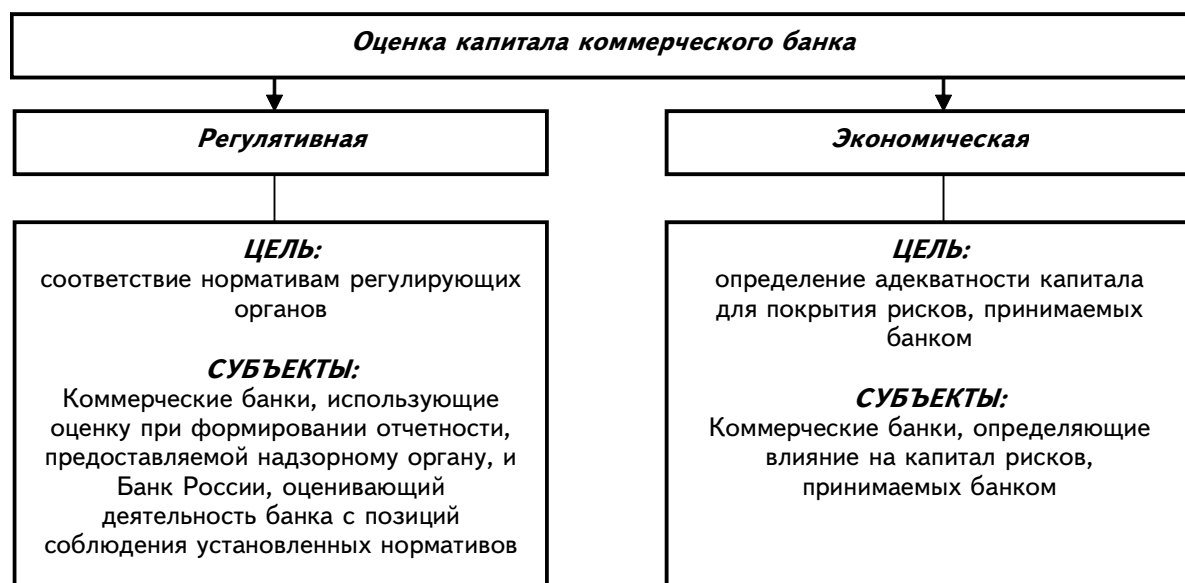 Оценка капитала коммерческого банка
Регулятивная
Экономическая
ЦЕЛЬ:
соответствие нормативам регулирующих
органов
СУБЪЕКТЫ:
Коммерческие банки, использующие
оценку при формировании отчетности,
предоставляемой надзорному органу, и
Банк России, оценивающий
деятельность банка с позиций
соблюдения установленных нормативов
ЦЕЛЬ:
определение адекватности капитала
для покрытия рисков, принимаемых
банком
СУБЪЕКТЫ:
Коммерческие банки, определяющие
влияние на капитал рисков,
принимаемых банком